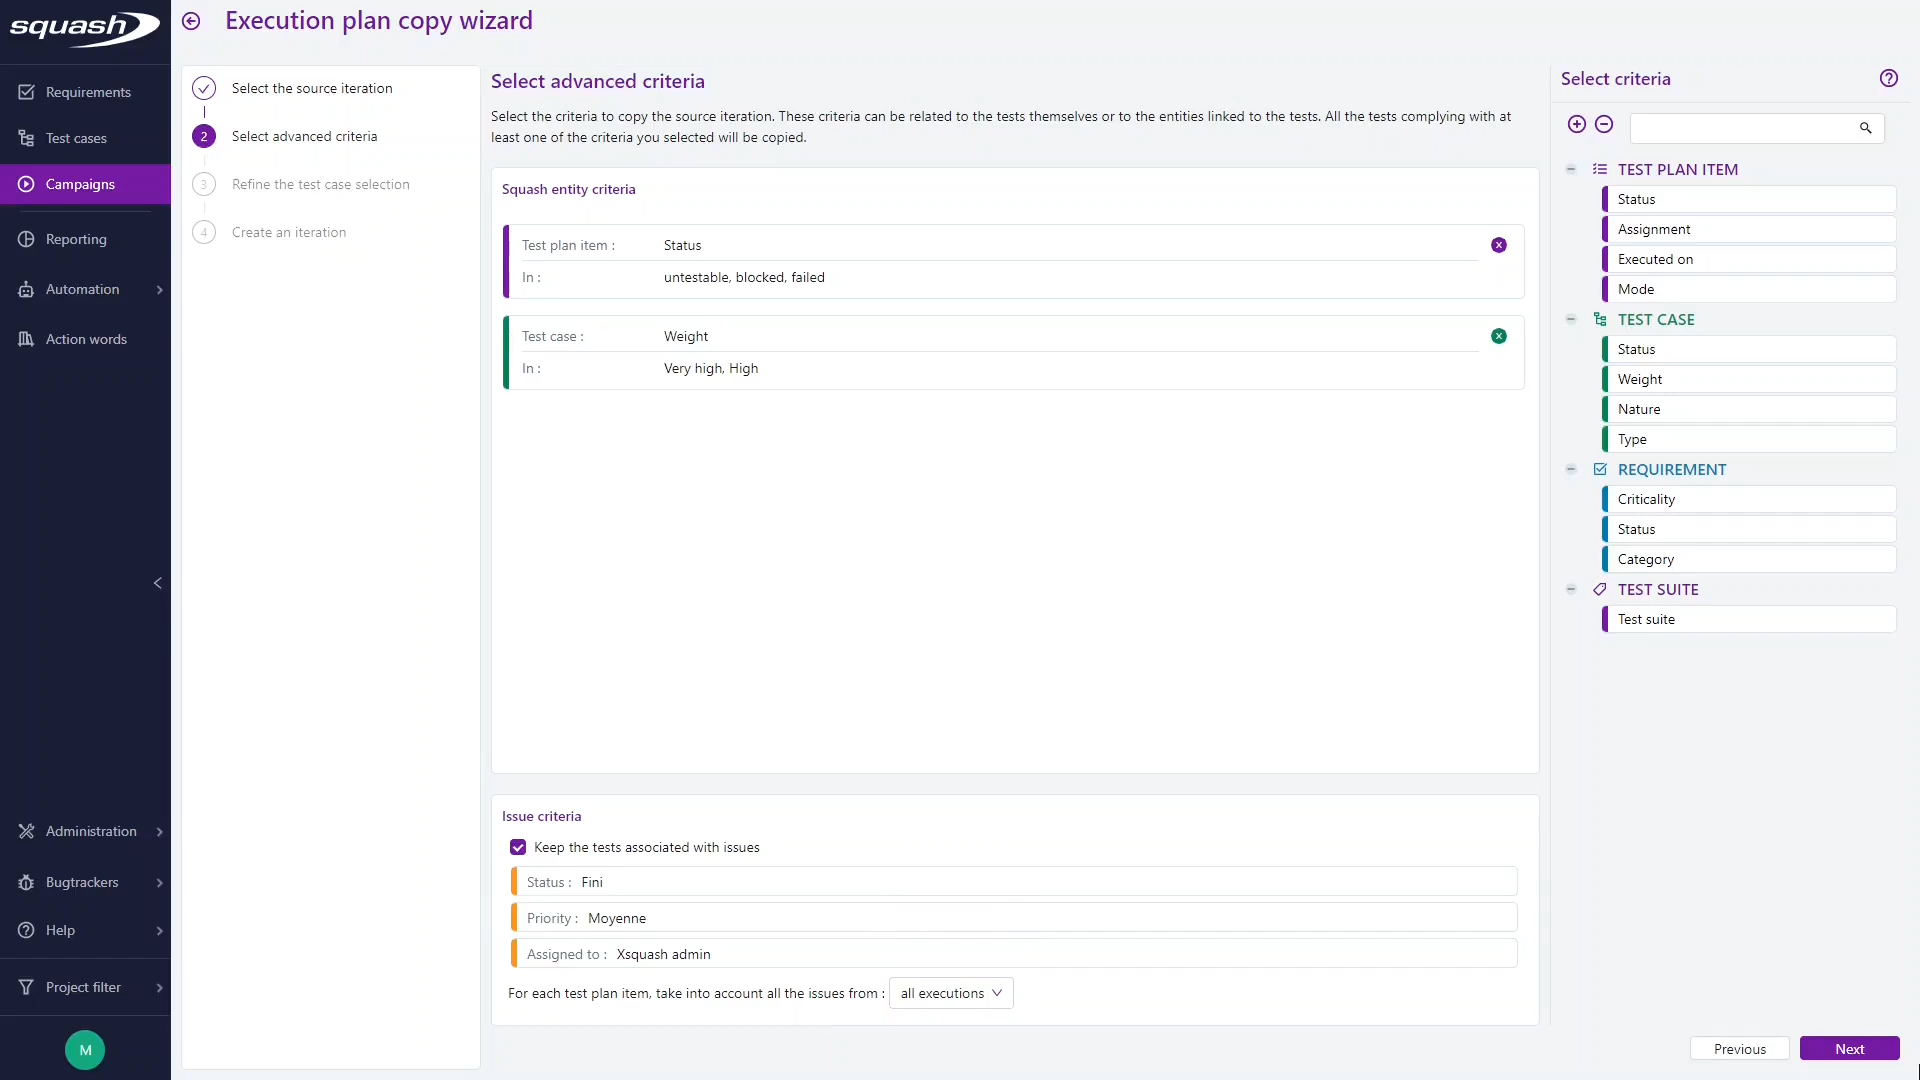 squash
Requirements
Test cases
Campaigns
Reporting
Automation
Action words
Administration
Bugtrackers
Help
Project filter
M
Execution plan copy wizard
Select the source iteration
2 Select advanced criteria
3 Refine the test case selection
4 Create an iteration
Select advanced criteria
Select the criteria to copy the source iteration. These criteria can be related to the tests themselves or to the entities linked to the tests. All the tests complying with at
least one of the criteria you selected will be copied.
Squash entity criteria
Test plan item : Status
In : untestable, blocked, failed
Test case : Weight
In : Very high, High
Issue criteria
Keep the tests associated with issues
Status : Fini
Priority : Moyenne
Assigned to : Xsquash admin
For each test plan item, take into account all the issues from : all executions
Select criteria
TEST PLAN ITEM
Status
Assignment
Executed on
Mode
TEST CASE
Status
Weight
Nature
Type
REQUIREMENT
Criticality
Status
Category
TEST SUITE
Test suite
Previous
Next